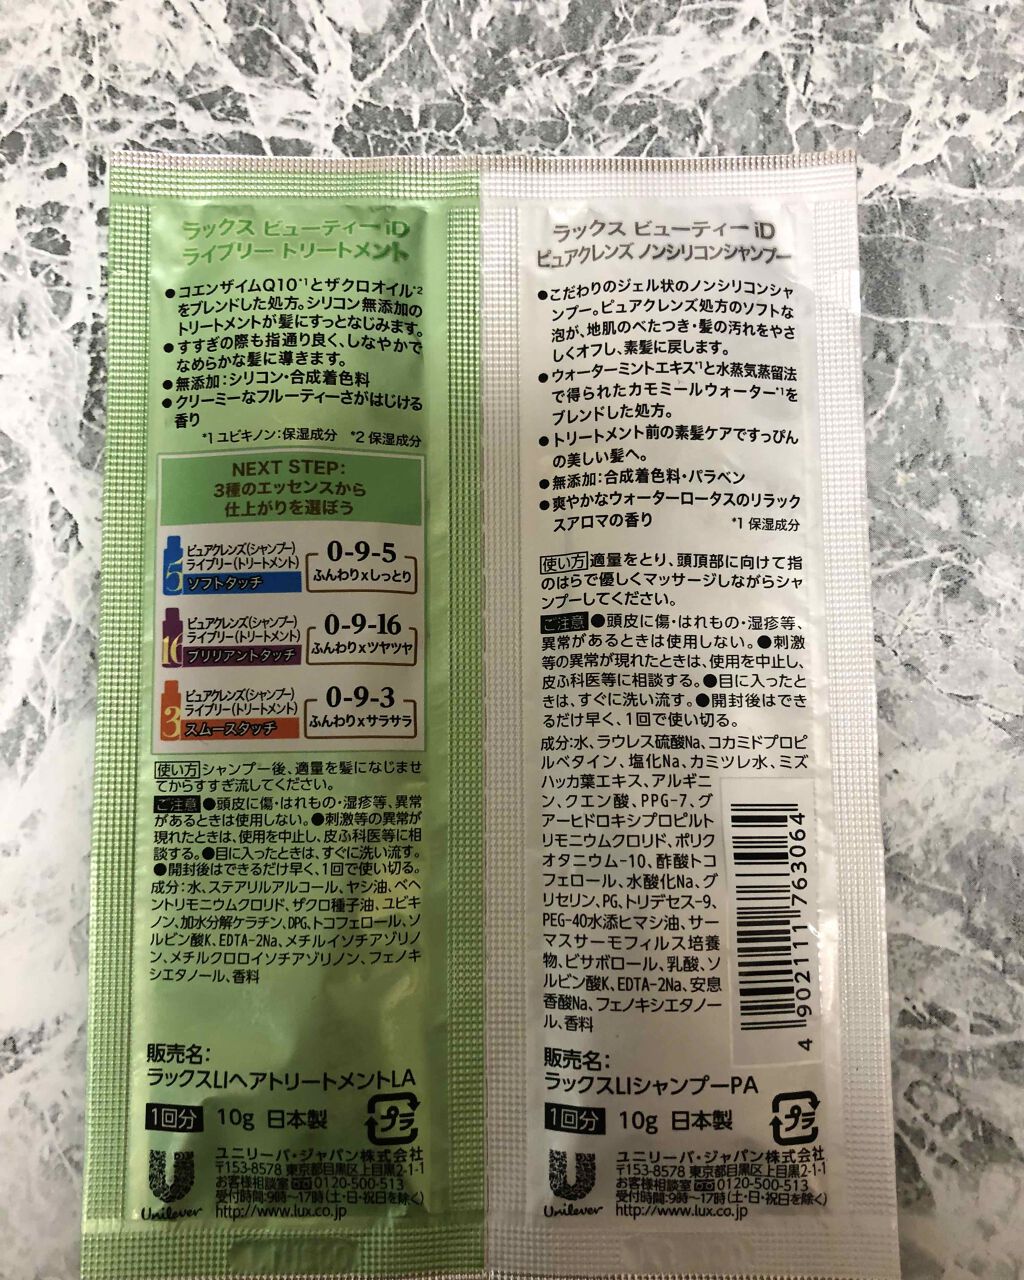 ラックス ビューティー iD
ライブリー トリートメント
●コエンザイムQ10*1とザクロオイル*2
をブレンドした処方。シリコン無添加の
トリートメントが髪にすっとなじみます。
●すすぎの際も指通り良く、しなやかで
なめらかな髪に導きます。
●無添加:シリコン・合成着色料
●クリーミーなフルーティーさがはじける
香り
*1 ユビキノン:保湿成分 *2 保湿成分
NEXT STEP:
3種のエッセンスから
仕上がりを選ぼう
5
ピュアクレンズ(シャンプー)
ライブリー(トリートメント)
ソフトタッチ
0-9-5
ふんわりxしっとり
16
ピュアクレンズ(シャンプー)
ライブリー(トリートメント)
ブリリアントタッチ
0-9-16
ふんわりxツヤツヤ
3
ピュアクレンズ(シャンプー)
ライブリー(トリートメント)
スムースタッチ
0-9-3
ふんわりxサラサラ
使い方 シャンプー後、適量を髪になじませ
てからすすぎ流してください。
ご注意 ●頭皮に傷・はれもの・湿疹等、異常
があるときは使用しない。●刺激等の異常が
現れたときは、使用を中止し、皮ふ科医等に相
談する。●目に入ったときは、すぐに洗い流す。
●開封後はできるだけ早く、1回で使い切る。
成分:水、ステアリルアルコール、ヤシ油、ベヘ
ントリモニウムクロリド、ザクロ種子油、ユビキ
ノン、加水分解ケラチン、DPG、トコフェロール、ソ
ルビン酸K、EDTA-2Na、メチルイソチアゾリノ
ン、メチルクロロイソチアゾリノン、フェノキ
シエタノール、香料
販売名:
ラックスLIヘアトリートメントLA
1回分 10g 日本製 プラ
ユニリーバ・ジャパン株式会社
〒153-8578 東京都目黒区上目黒2-1-1
お客様相談室 0120-500-513
受付時間:9時〜17時(土・日・祝日を除く)
Unilever http://www.lux.co.jp
ラックス ビューティー iD
ピュアクレンズ ノンシリコンシャンプー
●こだわりのジェル状のノンシリコンシャ
ンプー。ピュアクレンズ処方のソフトな
泡が、地肌のべたつき・髪の汚れをやさ
しくオフし、素髪に戻します。
●ウォーターミントエキス*1と水蒸気蒸留法
で得られたカモミールウォーター*1を
ブレンドした処方。
●トリートメント前の素髪ケアですっぴん
の美しい髪へ。
●無添加:合成着色料・パラベン
●爽やかなウォーターロータスのリラック
スアロマの香り *1 保湿成分
使い方 適量をとり、頭頂部に向けて指
のはらで優しくマッサージしながらシャ
ンプーしてください。
ご注意 ●頭皮に傷・はれもの・湿疹等、
異常があるときは使用しない。●刺激
等の異常が現れたときは、使用を中止し、
皮ふ科医等に相談する。●目に入ったと
きは、すぐに洗い流す。●開封後はでき
るだけ早く、1回で使い切る。
成分:水、ラウレス硫酸Na、コカミドプロピ
ルベタイン、塩化Na、カミツレ水、ミズ
ハッカ葉エキス、アルギニ
ン、クエン酸、PPG-7、グ
アーヒドロキシプロピルト
リモニウムクロリド、ポリク
オタニウム-10、酢酸トコ
フェロール、水酸化Na、グ
リセリン、PG、トリデセス-9、
PEG-40水添ヒマシ油、サー
マスサーモフィルス培養
物、ビサボロール、乳酸、ソ
ルビン酸K、EDTA-2Na、安息
香酸Na、フェノキシエタノー
ル、香料
4 902111 763064
販売名:
ラックスLIシャンプーPA
1回分 10g 日本製 プラ
ユニリーバ・ジャパン株式会社
〒153-8578 東京都目黒区上目黒2-1-1
お客様相談室 0120-500-513
受付時間:9時〜17時(土・日・祝日を除く)
Unilever http://www.lux.co.jp